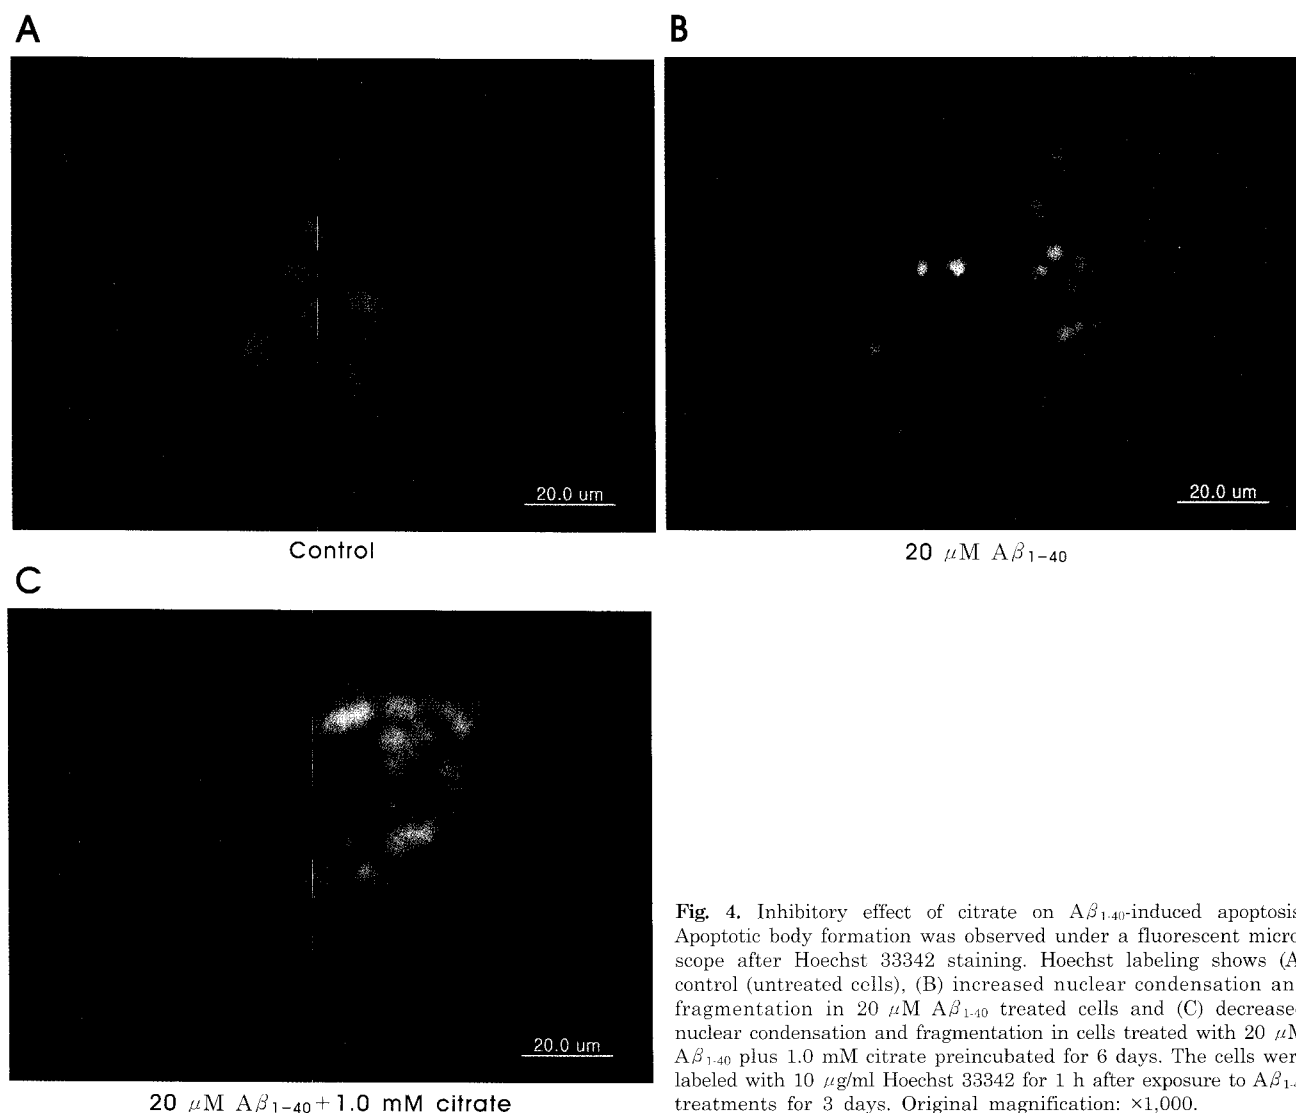 A
B
20.0 um
20.0 um
Control
20 μM Aβ1-40
C
20.0 um
20 μM Aβ1-40+1.0 mM citrate
Fig. 4. Inhibitory effect of citrate on Aβ1-40-induced apoptosis
Apoptotic body formation was observed under a fluorescent micro
scope after Hoechst 33342 staining. Hoechst labeling shows (A
control (untreated cells), (B) increased nuclear condensation an
fragmentation in 20 μM Aβ1-40 treated cells and (C) decrease
nuclear condensation and fragmentation in cells treated with 20 μM
Aβ1-40 plus 1.0 mM citrate preincubated for 6 days. The cells wer
labeled with 10 μg/ml Hoechst 33342 for 1 h after exposure to Aβ1-4
treatments for 3 days. Original magnification: ×1,000.